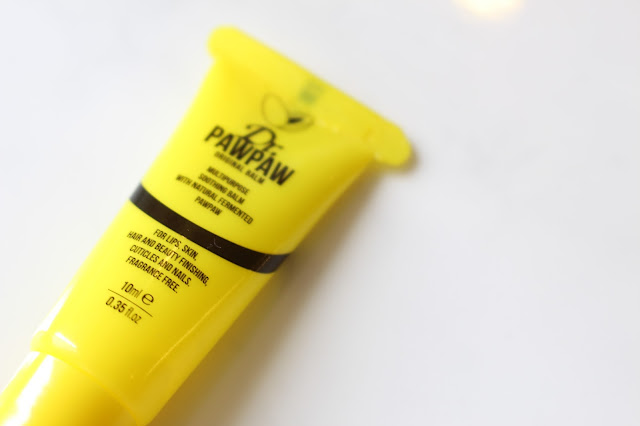 Dr.
PAWPAW
ORIGINAL BALM
MULTIPURPOSE
SOOTHING BALM
WITH NATURAL FERMENTED
PAWPAW
FOR LIPS, SKIN,
HAIR AND BEAUTY FINISHING,
CUTICLES AND NAILS.
FRAGRANCE FREE.
10ml ℮
0.35 fl.oz